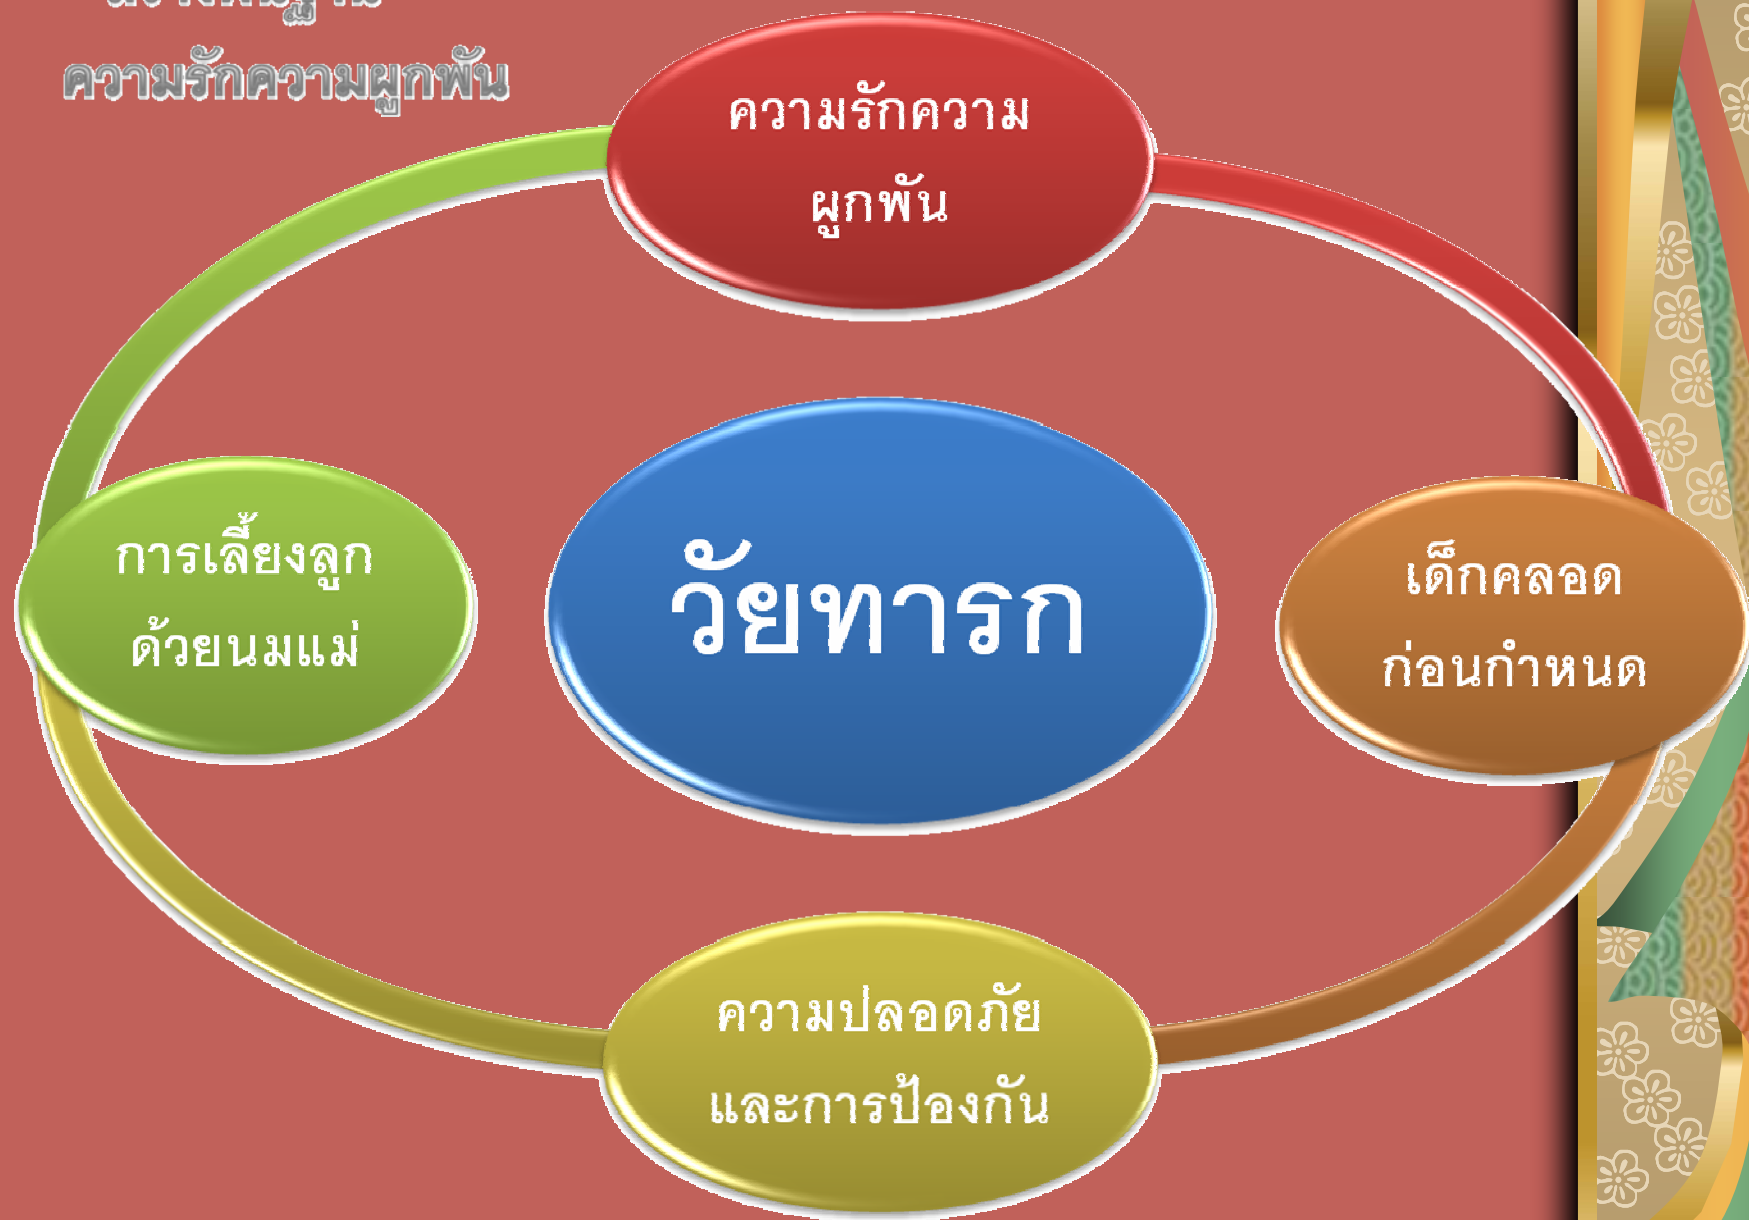 ความรักความผูกพัน
ความรักความ
ผูกพัน
การเลี้ยงลูก
ด้วยนมแม่
วัยทารก
เด็กคลอด
ก่อนกำหนด
ความปลอดภัย
และการป้องกัน